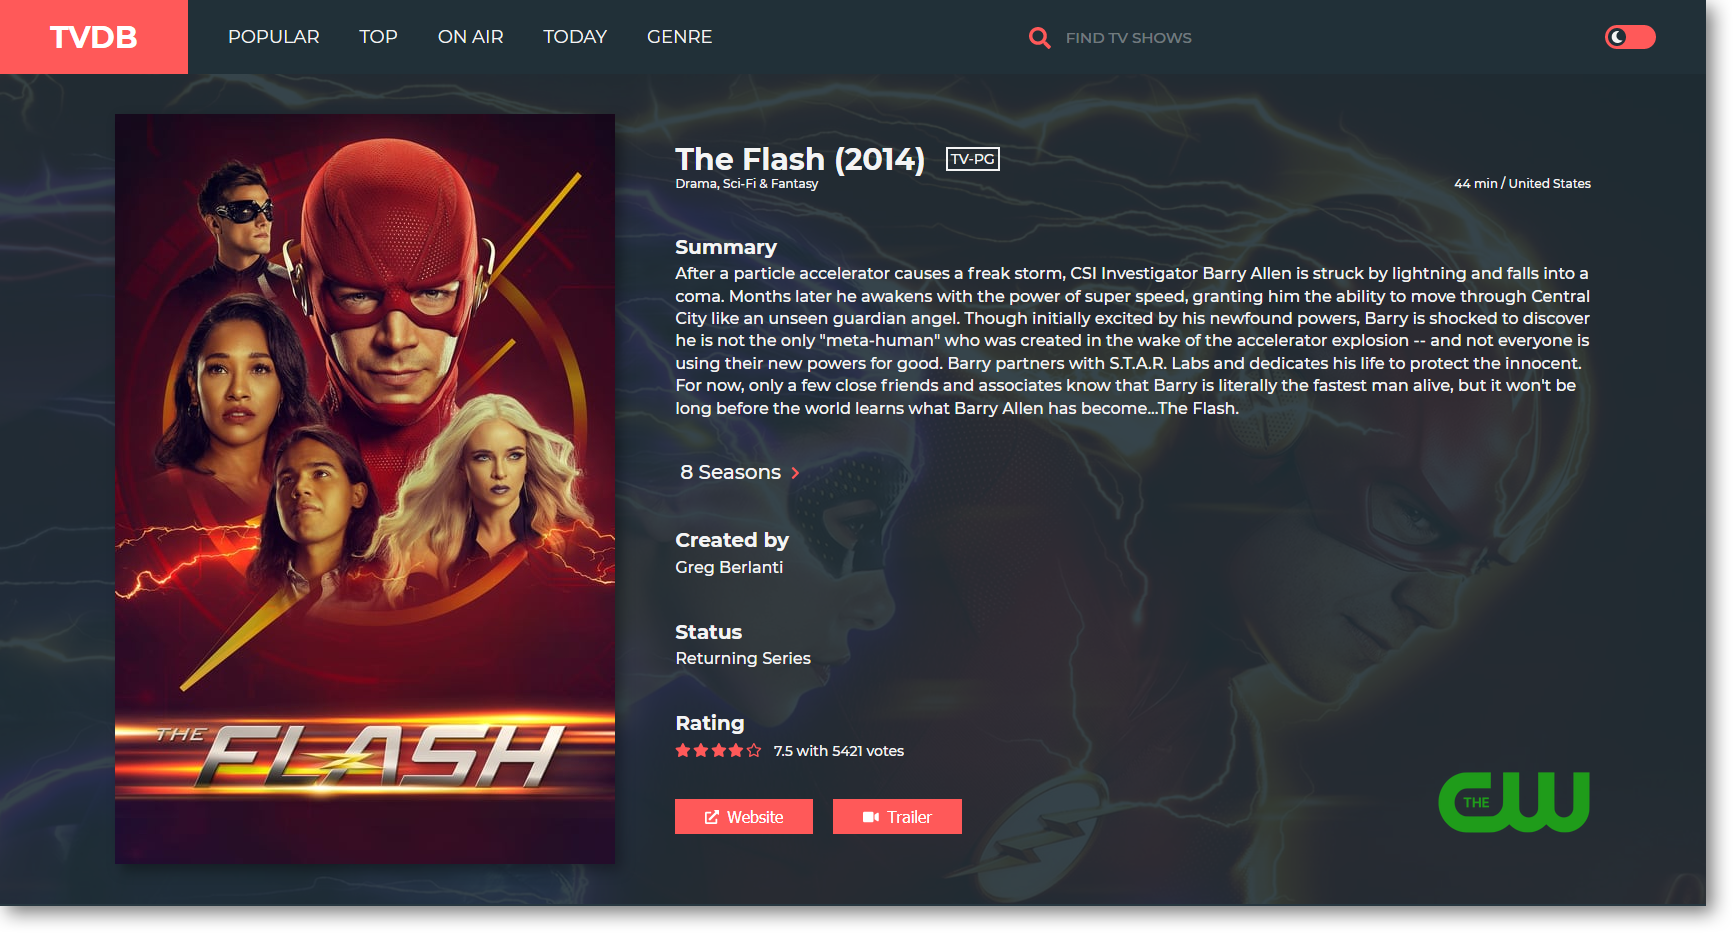 TVDB
POPULAR
TOP
ON AIR
TODAY
GENRE
FIND TV SHOWS
The Flash (2014)
TV-PG
Drama, Sci-Fi & Fantasy
44 min / United States
Summary
After a particle accelerator causes a freak storm, CSI Investigator Barry Allen is struck by lightning and falls into a
coma. Months later he awakens with the power of super speed, granting him the ability to move through Central
City like an unseen guardian angel. Though initially excited by his newfound powers, Barry is shocked to discover
he is not the only "meta-human" who was created in the wake of the accelerator explosion -- and not everyone is
using their new powers for good. Barry partners with S.T.A.R. Labs and dedicates his life to protect the innocent.
For now, only a few close friends and associates know that Barry is literally the fastest man alive, but it won't be
long before the world learns what Barry Allen has become...The Flash.
8 Seasons
Created by
Greg Berlanti
Status
Returning Series
Rating
7.5 with 5421 votes
Website
Trailer
THE CW
THE FLASH